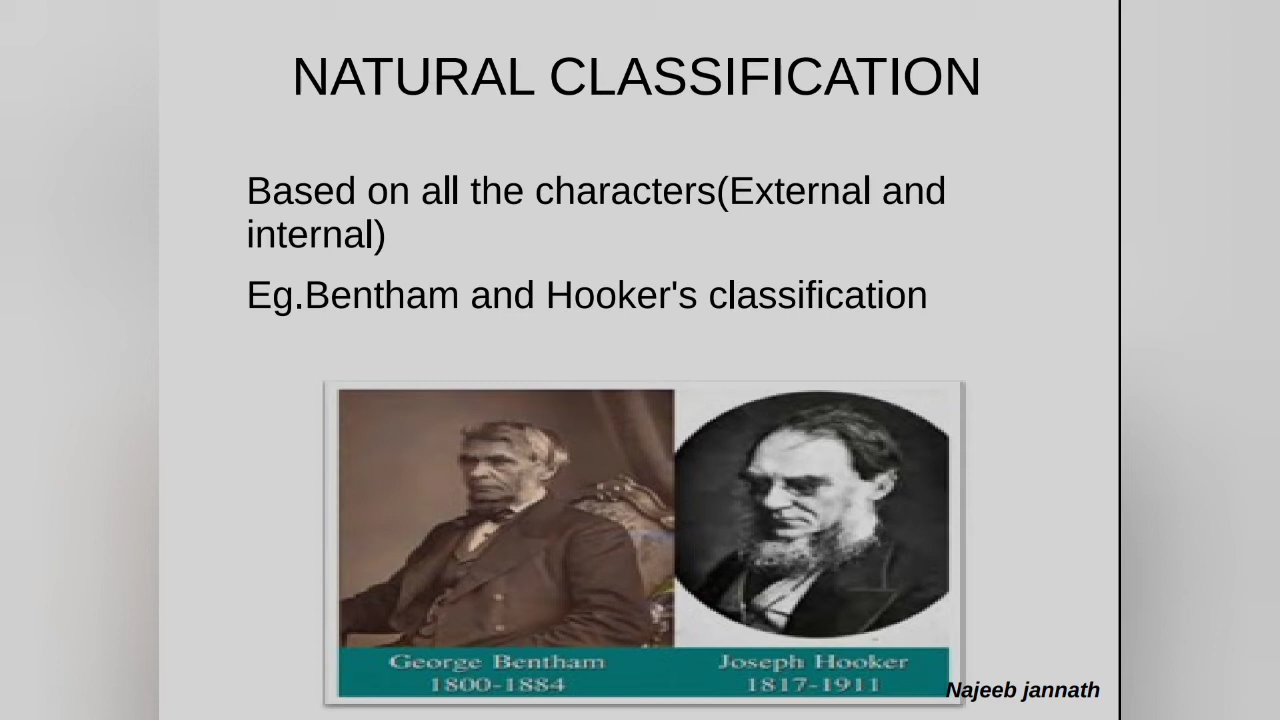 NATURAL CLASSIFICATION
Based on all the characters(External and
internal)
Eg.Bentham and Hooker's classification
George Bentham
1800-1884
Joseph Hooker
1817-1911
Najeeb jannath